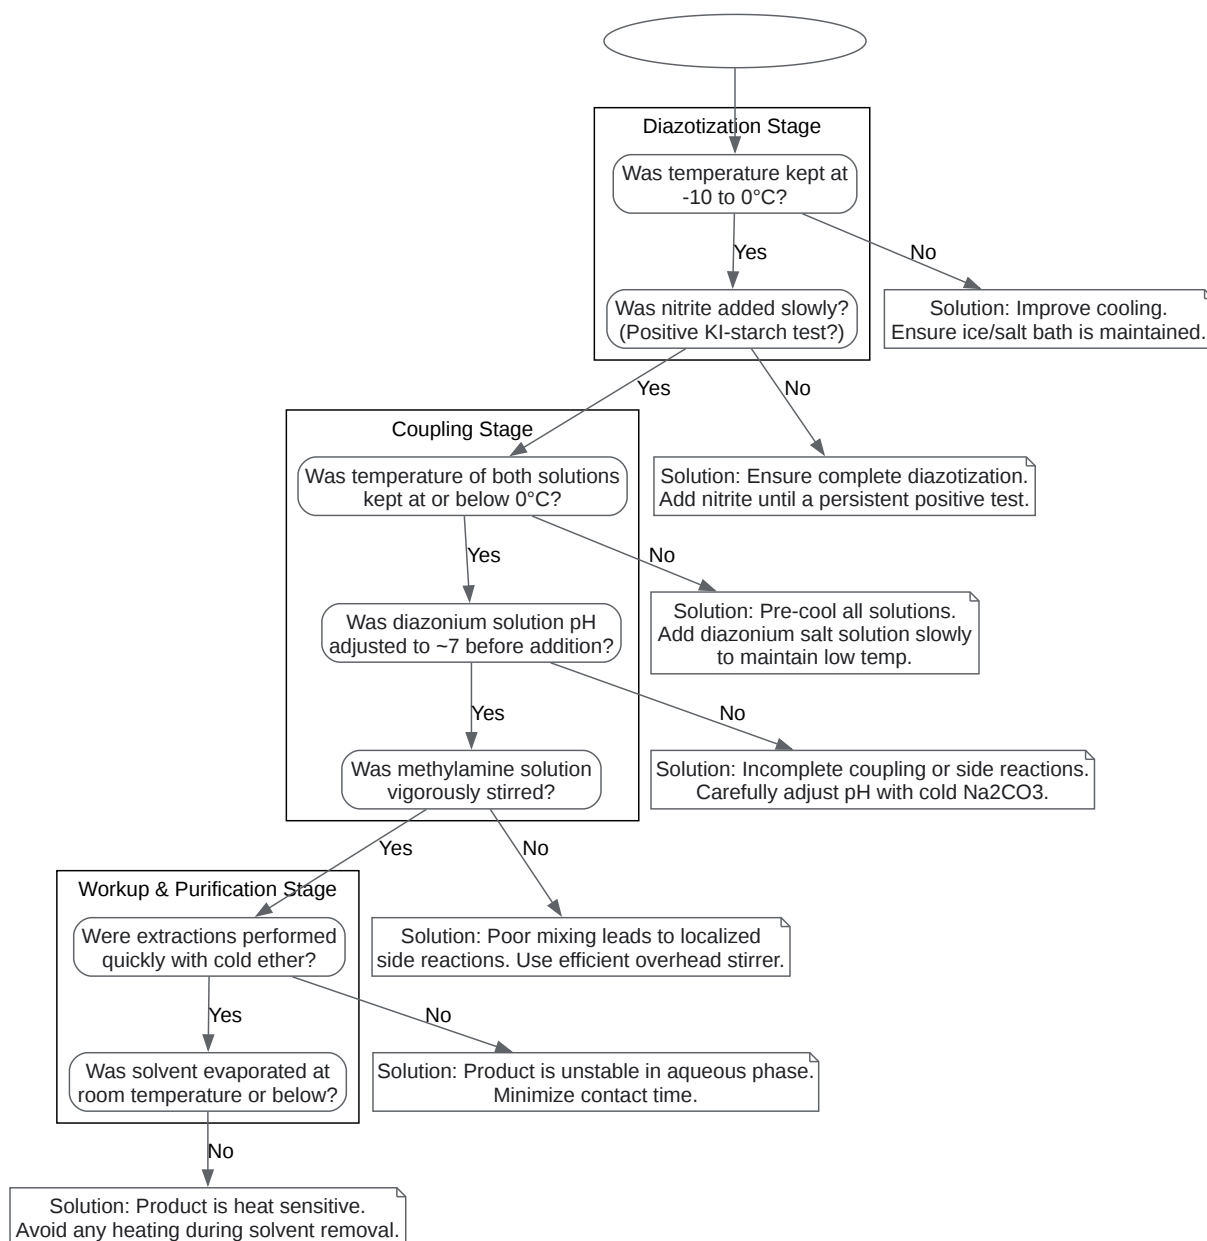 Diazotization Stage
Was temperature kept at
-10 to 0°C?
Yes
No
Was nitrite added slowly?
(Positive KI-starch test?)
Solution: Improve cooling.
Ensure ice/salt bath is maintained.
Yes
No
Coupling Stage
Was temperature of both solutions
kept at or below 0°C?
Solution: Ensure complete diazotization.
Add nitrite until a persistent positive test.
Yes
No
Was diazonium solution pH
adjusted to ~7 before addition?
Solution: Pre-cool all solutions.
Add diazonium salt solution slowly
to maintain low temp.
Yes
No
Was methylamine solution
vigorously stirred?
Solution: Incomplete coupling or side reactions.
Carefully adjust pH with cold Na2CO3.
Yes
No
Workup & Purification Stage
Were extractions performed
quickly with cold ether?
Solution: Poor mixing leads to localized
side reactions. Use efficient overhead stirrer.
Yes
No
Was solvent evaporated at
room temperature or below?
Solution: Product is unstable in aqueous phase.
Minimize contact time.
No
Solution: Product is heat sensitive.
Avoid any heating during solvent removal.